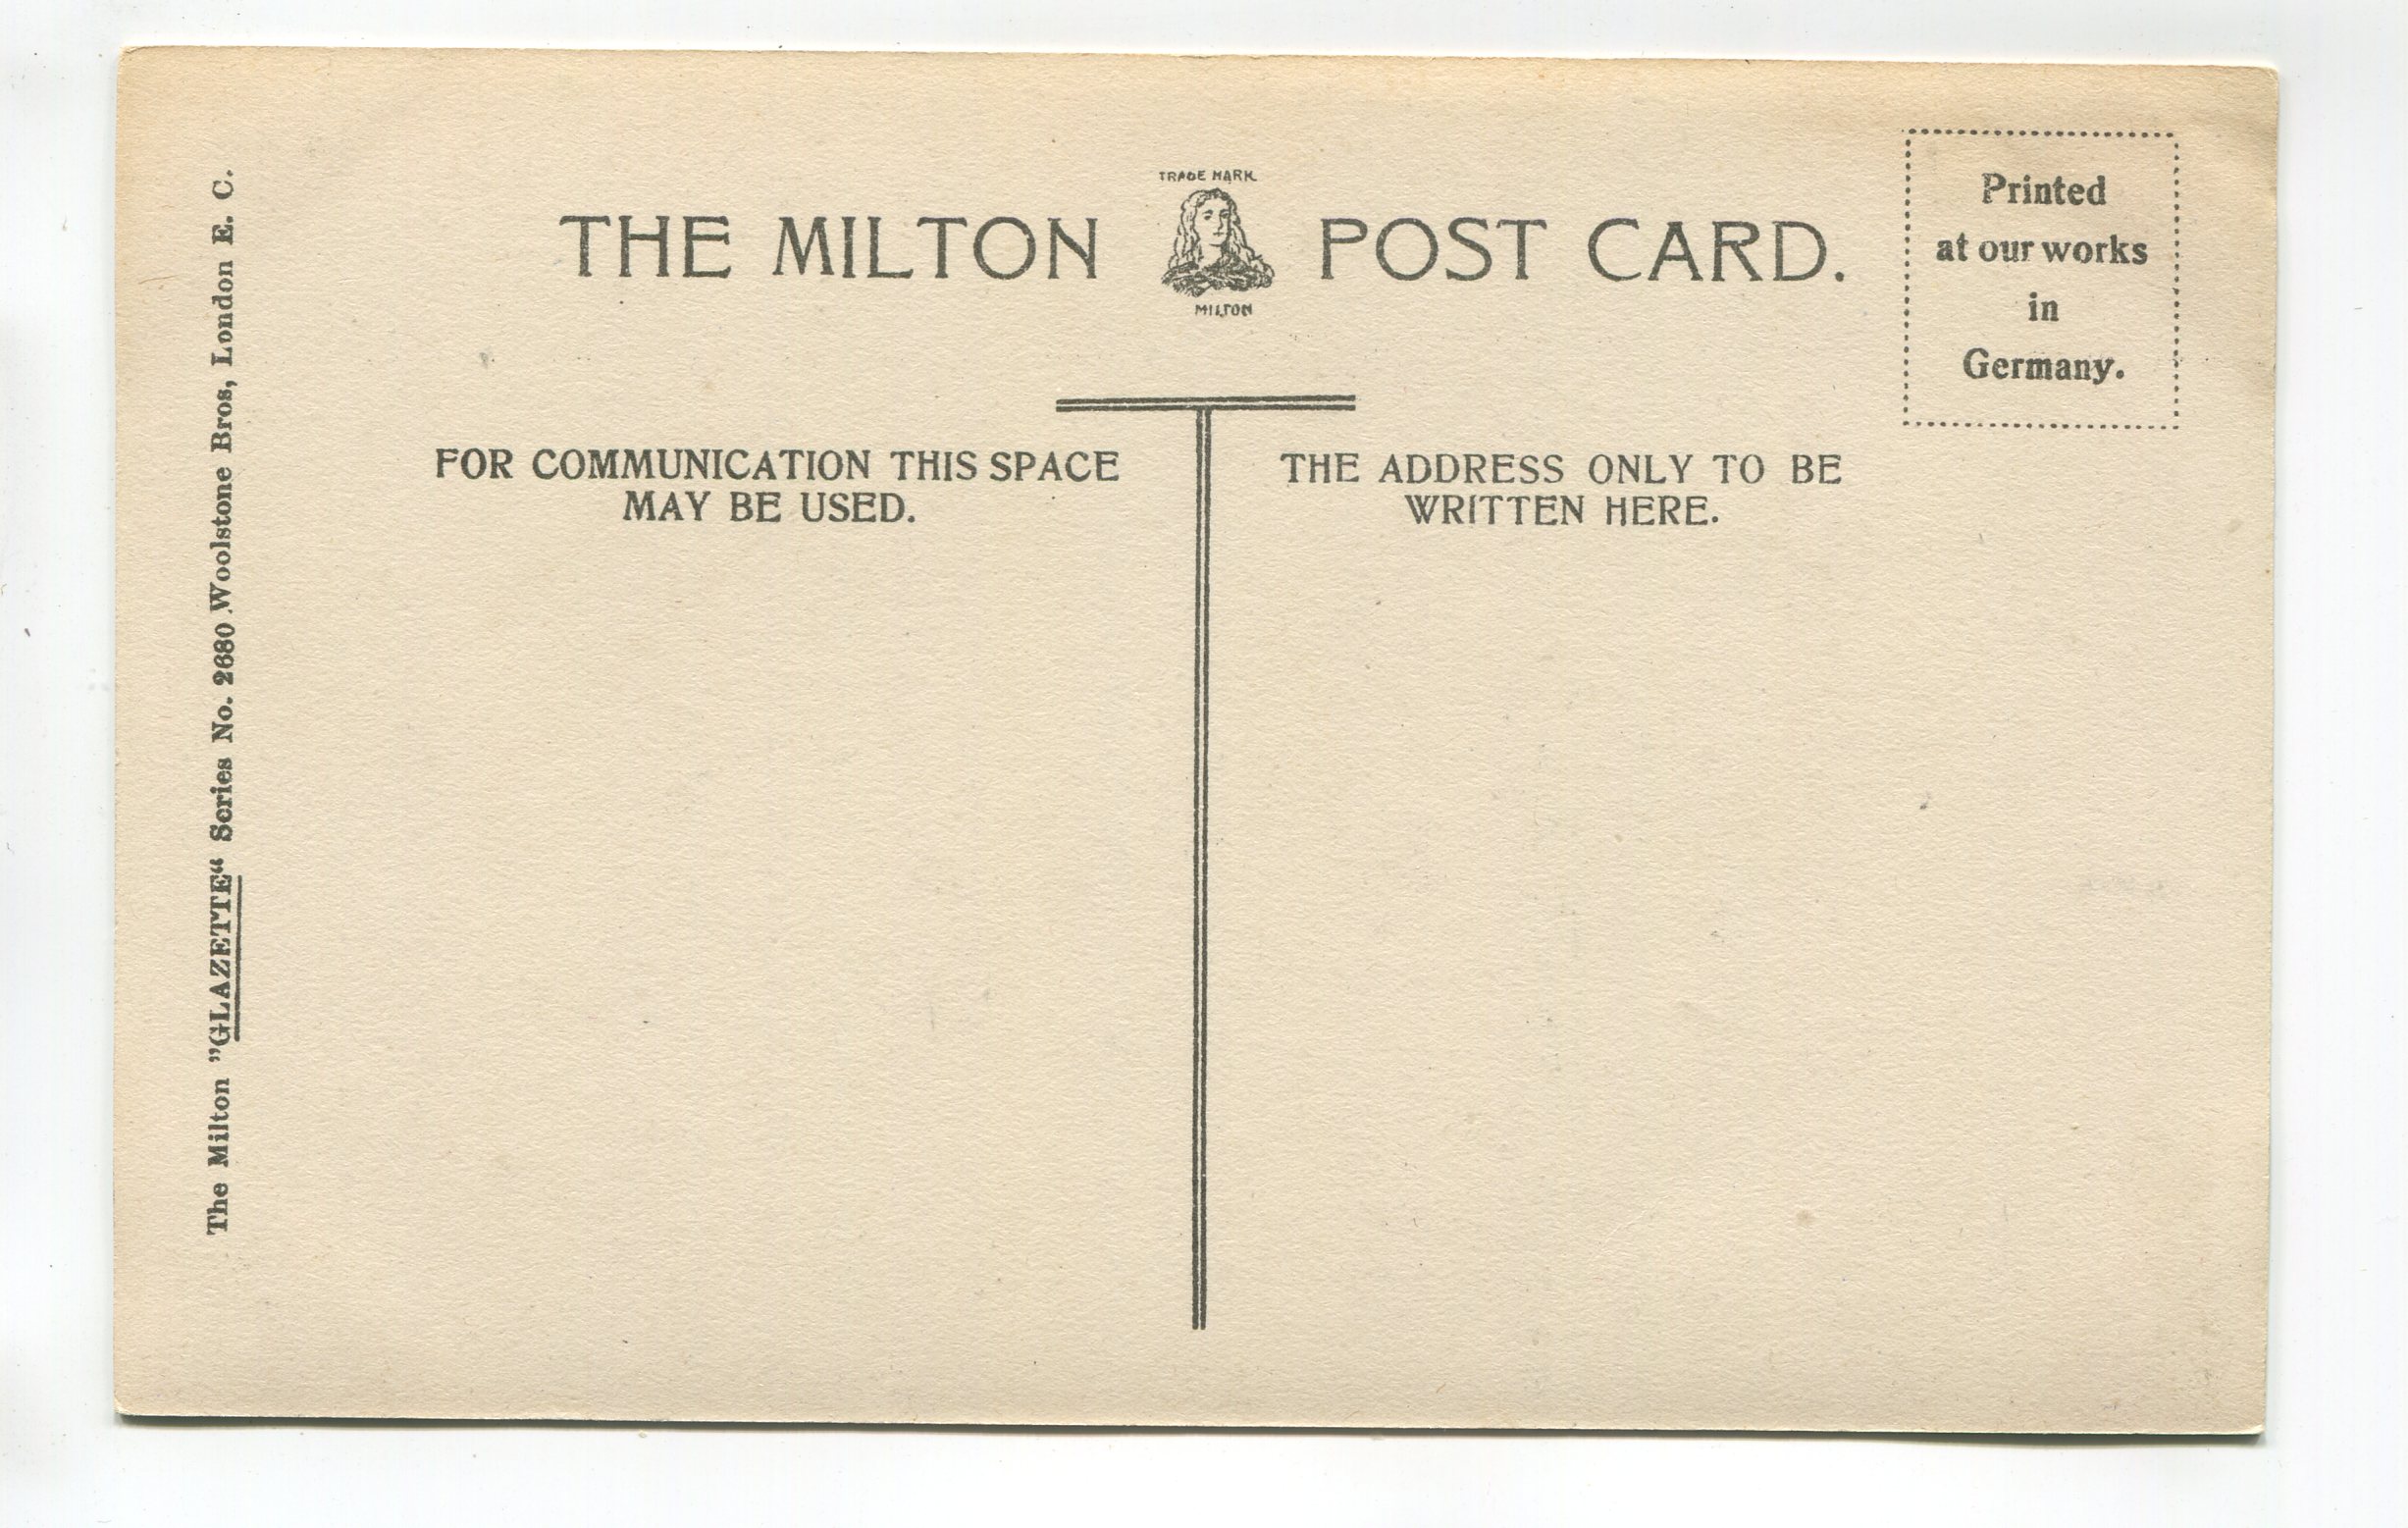 TRADE MARK
THE MILTON POST CARD.
MILTON
Printed
at our works
in
Germany.
FOR COMMUNICATION THIS SPACE
MAY BE USED.
THE ADDRESS ONLY TO BE
WRITTEN HERE.
The Milton "GLAZETTE“ Series No. 2680 Woolstone Bros, London E. C.